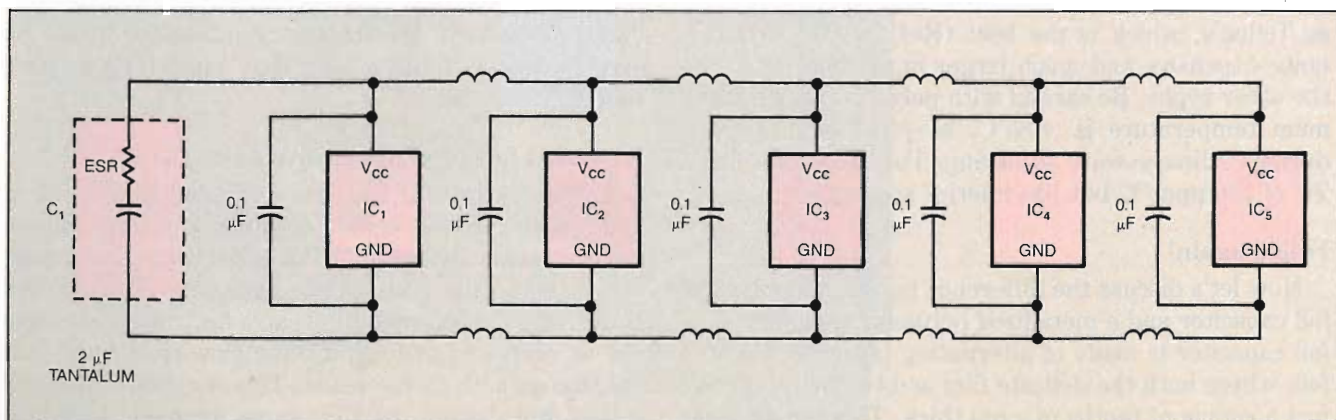 ESR
C1
2 µF
TANTALUM
0.1
µF
VCC
IC1
GND
0.1
µF
VCC
IC2
GND
0.1
µF
VCC
IC3
GND
0.1
µF
VCC
IC4
GND
0.1
µF
VCC
IC5
GND